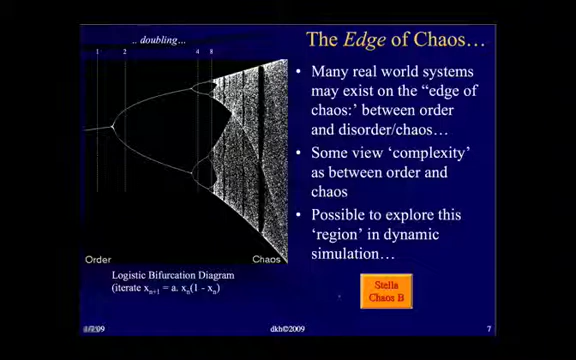 .. doubling...
1 2 4 8
The Edge of Chaos…
• Many real world systems
may exist on the “edge of
chaos:’ between order
and disorder/chaos…
• Some view ‘complexity’
as between order and
chaos
• Possible to explore this
‘region’ in dynamic
simulation…
Order Chaos
Logistic Bifurcation Diagram
(iterate xn+1 = a. xn(1 - xn)
Stella
Chaos B
dkh©2009
7